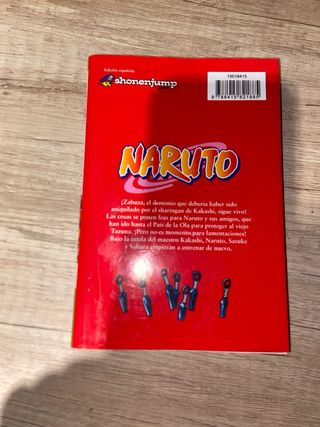 Edición española
shonenjump
10018415
9 788415 821885
NARUTO
¡Zabuza, el demonio que debería haber sido
aniquilado por el sharingan de Kakashi, sigue vivo!
Las cosas se ponen feas para Naruto y sus amigos, que
han ido hasta el País de la Ola para proteger al viejo
Tazuna. ¡Pero no es momento para lamentaciones!
Bajo la tutela del maestro Kakashi, Naruto, Sasuke
y Sakura empiezan a entrenar de nuevo.